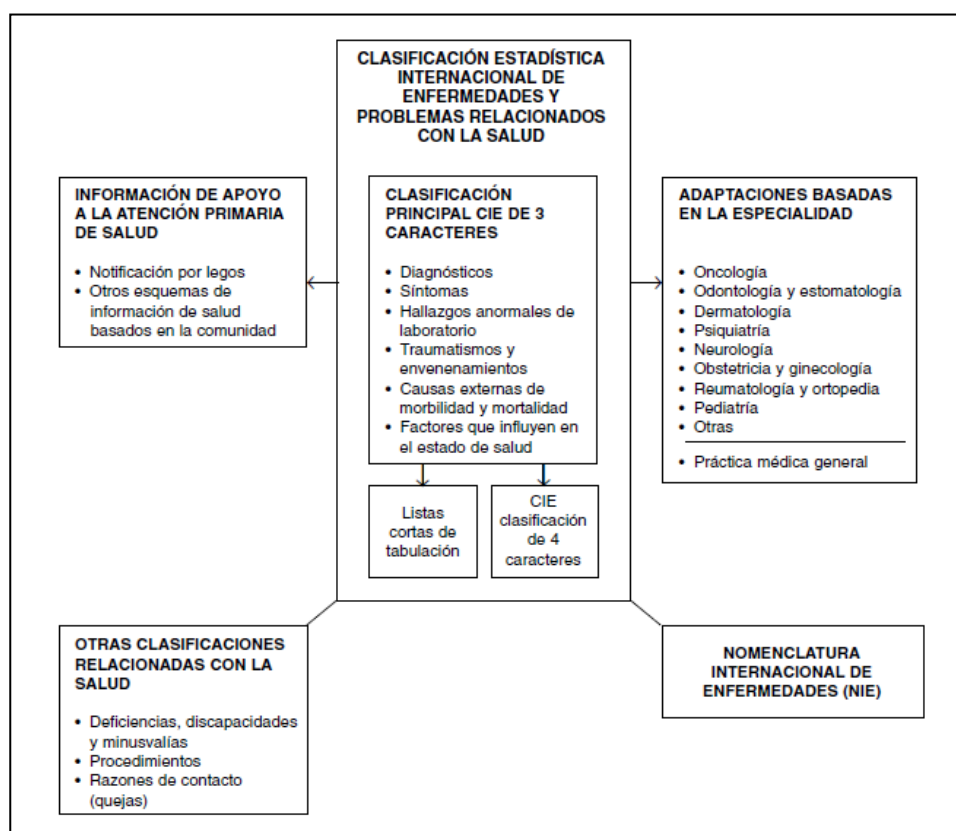 CLASIFICACIÓN ESTADÍSTICA
INTERNACIONAL DE
ENFERMEDADES Y
PROBLEMAS RELACIONADOS
CON LA SALUD
INFORMACIÓN DE APOYO
A LA ATENCIÓN PRIMARIA
DE SALUD
• Notificación por legos
• Otros esquemas de
información de salud
basados en la comunidad
CLASIFICACIÓN
PRINCIPAL CIE DE 3
CARACTERES
• Diagnósticos
• Síntomas
• Hallazgos anormales de
laboratorio
• Traumatismos y
envenenamientos
• Causas externas de
morbilidad y mortalidad
• Factores que influyen en
el estado de salud
ADAPTACIONES BASADAS
EN LA ESPECIALIDAD
• Oncología
• Odontología y estomatología
• Dermatología
• Psiquiatría
• Neurología
• Obstetricia y ginecología
• Reumatología y ortopedia
• Pediatría
• Otras
• Práctica médica general
Listas
cortas de
tabulación
CIE
clasificación
de 4
caracteres
OTRAS CLASIFICACIONES
RELACIONADAS CON LA
SALUD
• Deficiencias, discapacidades
y minusvalías
• Procedimientos
• Razones de contacto
(quejas)
NOMENCLATURA
INTERNACIONAL DE
ENFERMEDADES (NIE)